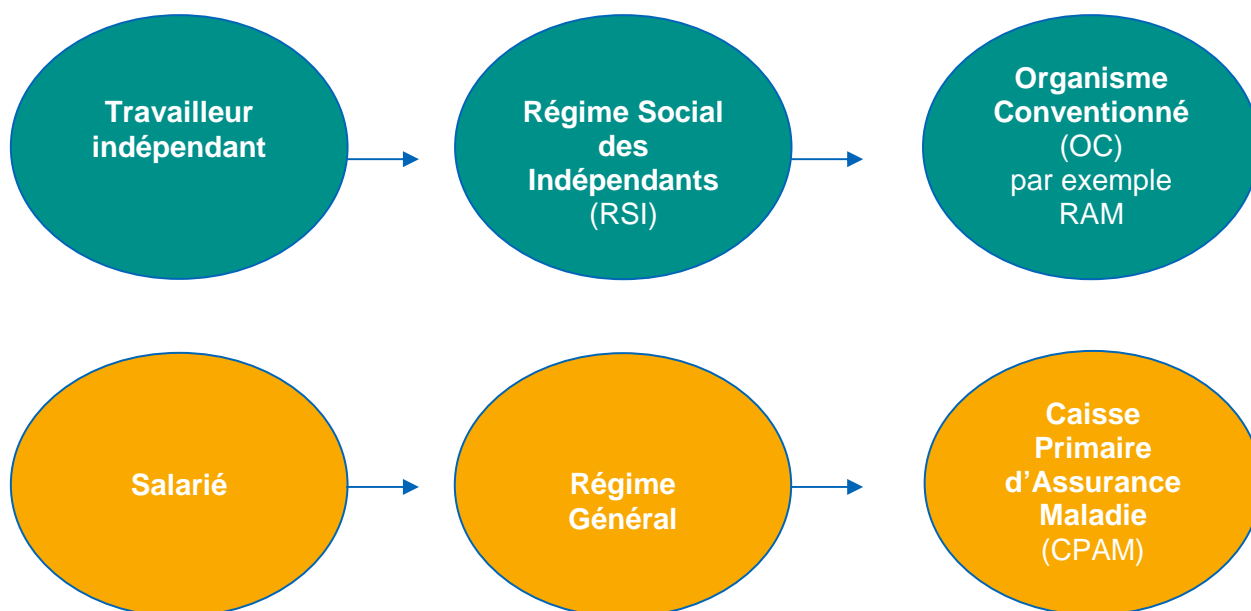 Travailleur
indépendant
Régime Social
des
Indépendants
(RSI)
Organisme
Conventionné
(OC)
par exemple
RAM
Salarié
Régime
Général
Caisse
Primaire
d’Assurance
Maladie
(CPAM)